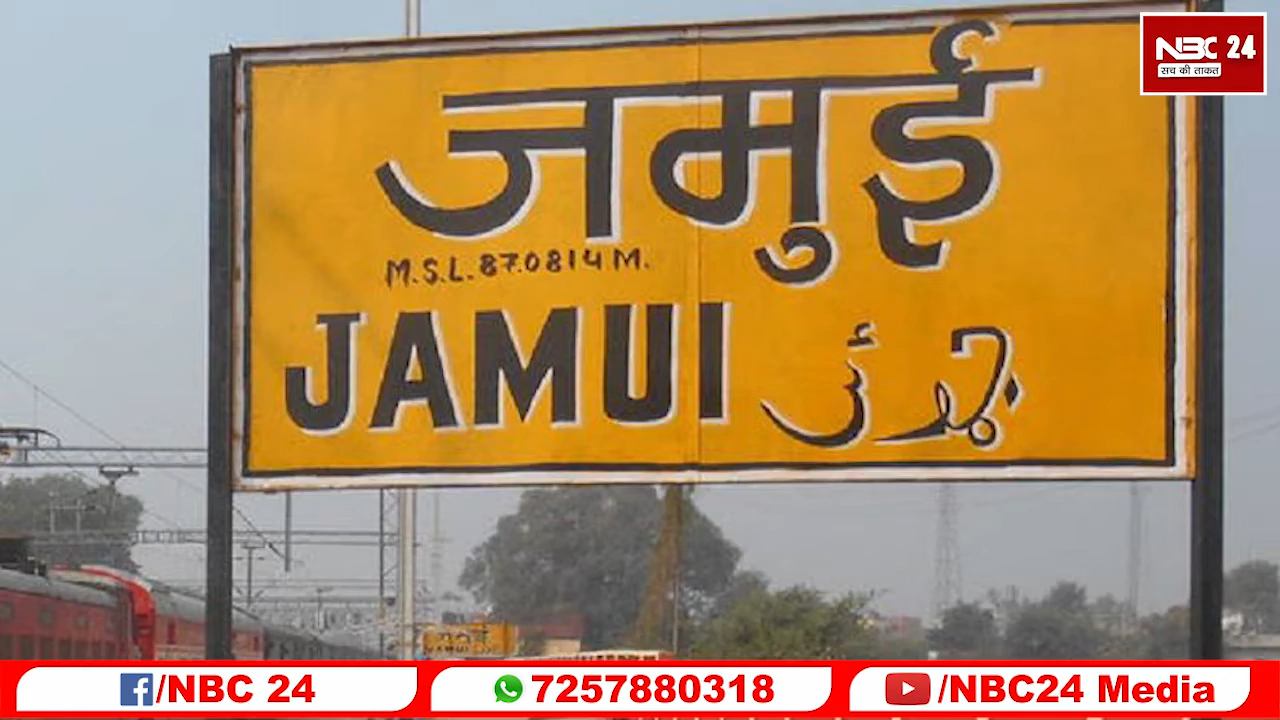 NBC 24
सच की ताकत
जमुई
M.S.L. 87.0814 M.
JAMUI جموئی
/NBC 24 7257880318 /NBC24 Media